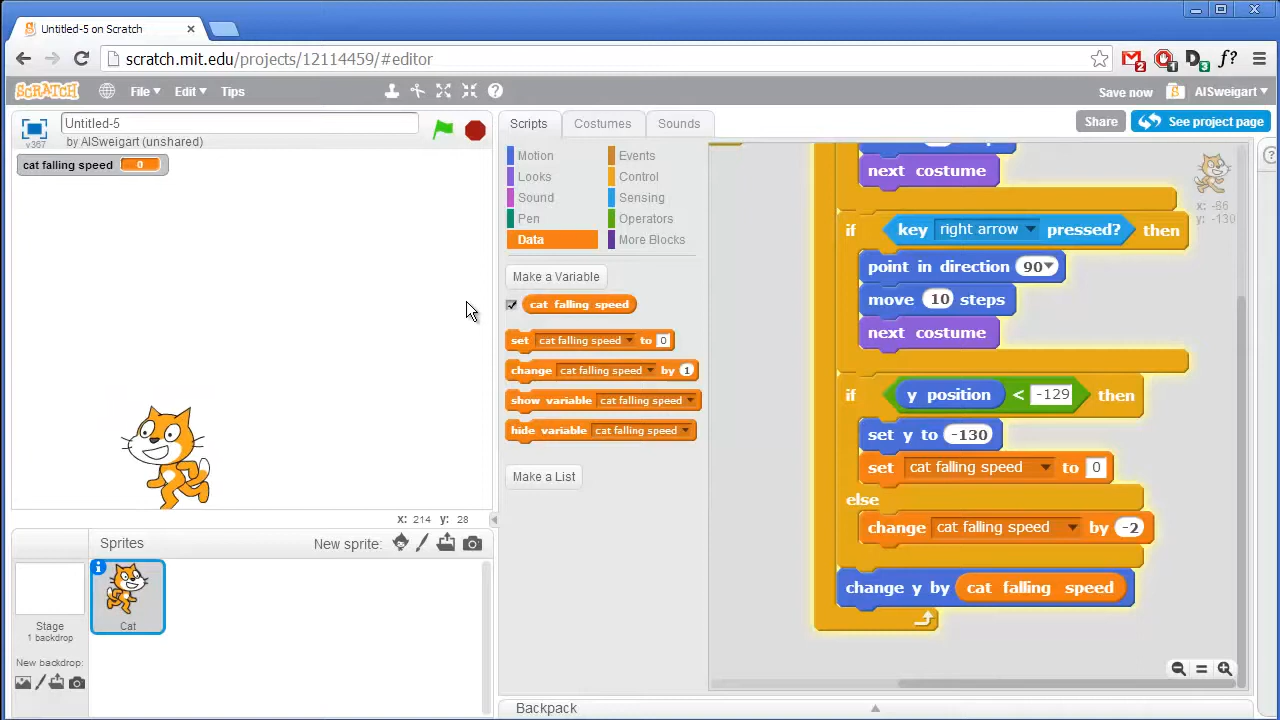 Untitled-5 on Scratch
scratch.mit.edu/projects/12114459/#editor
2 1 3 f?
SCRATCH File Edit Tips Save now AlSweigart
Untitled-5
v367 by AlSweigart (unshared)
Scripts Costumes Sounds Share See project page
cat falling speed 0
Motion Events
Looks Control
Sound Sensing
Pen Operators
Data More Blocks
Make a Variable
cat falling speed
set cat falling speed to 0
change cat falling speed by 1
show variable cat falling speed
hide variable cat falling speed
Make a List
next costume
if key right arrow pressed? then
point in direction 90
move 10 steps
next costume
if y position < -129 then
set y to -130
set cat falling speed to 0
else
change cat falling speed by -2
change y by cat falling speed
x: -86
y: -130
x: 214 y: 28
Sprites New sprite:
Stage
1 backdrop
New backdrop:
Cat
Backpack